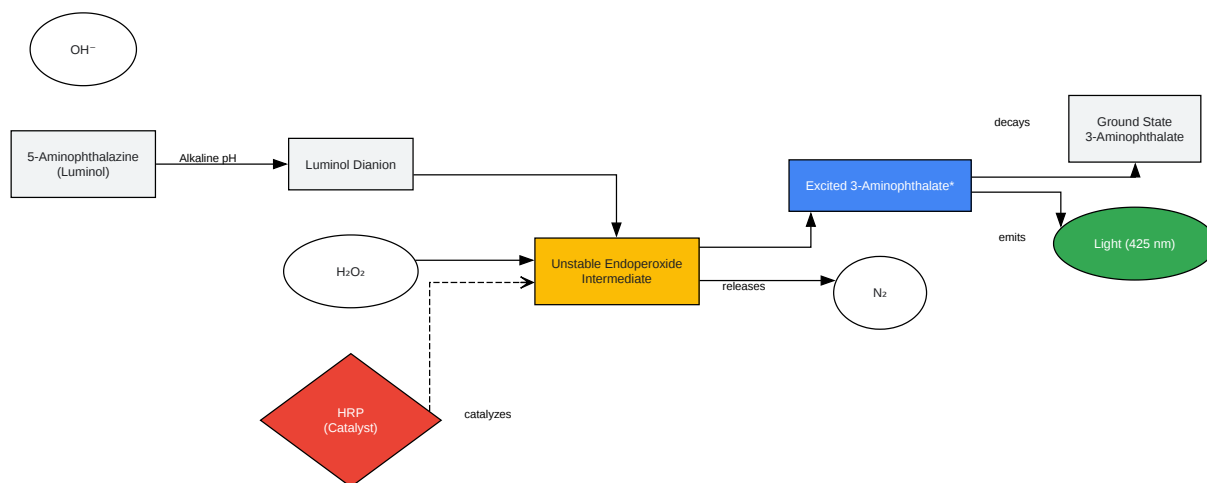 OH⁻
5-Aminophthalazine
(Luminol)
Alkaline pH
Luminol Dianion
H₂O₂
HRP
(Catalyst)
catalyzes
Unstable Endoperoxide
Intermediate
releases
N₂
Excited 3-Aminophthalate*
decays
Ground State
3-Aminophthalate
emits
Light (425 nm)